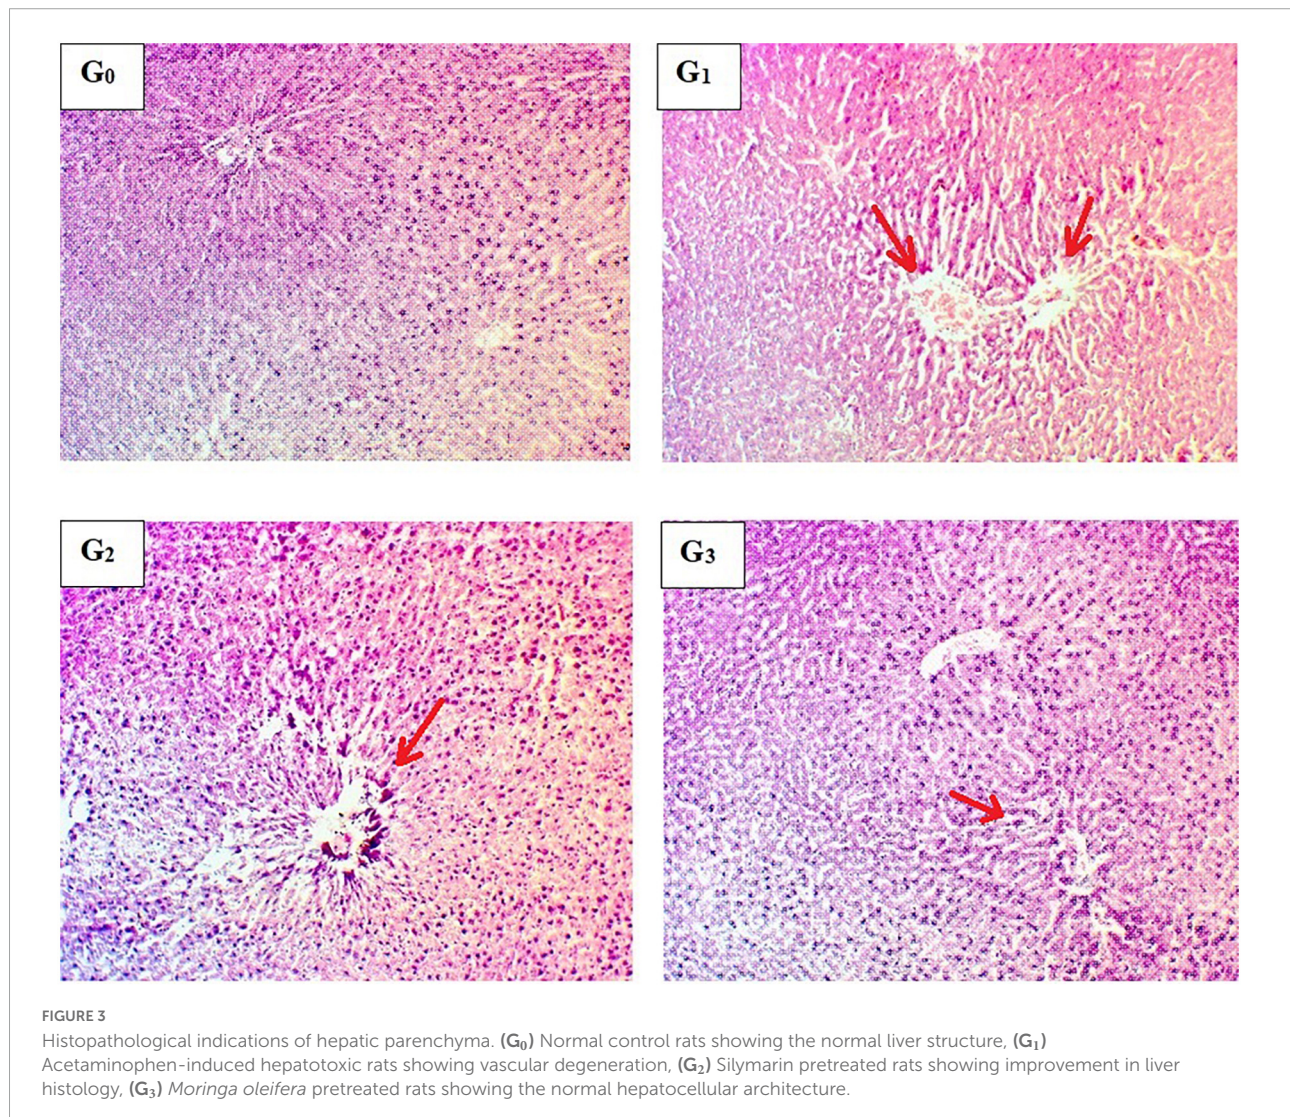 G₀
G₁
G₂
G₃
FIGURE 3
Histopathological indications of hepatic parenchyma. (G₀) Normal control rats showing the normal liver structure, (G₁)
Acetaminophen-induced hepatotoxic rats showing vascular degeneration, (G₂) Silymarin pretreated rats showing improvement in liver
histology, (G₃) Moringa oleifera pretreated rats showing the normal hepatocellular architecture.